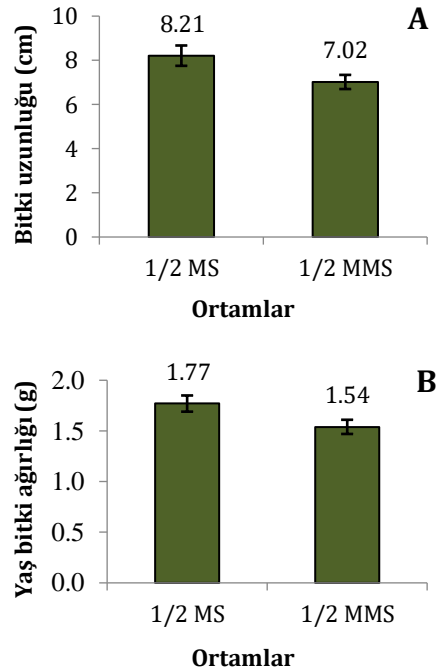 A
Bitki uzunluğu (cm)
10
8
6
4
2
0
8.21
7.02
1/2 MS
1/2 MMS
Ortamlar
B
Yaş bitki ağırlığı (g)
2.0
1.5
1.0
0.5
0.0
1.77
1.54
1/2 MS
1/2 MMS
Ortamlar